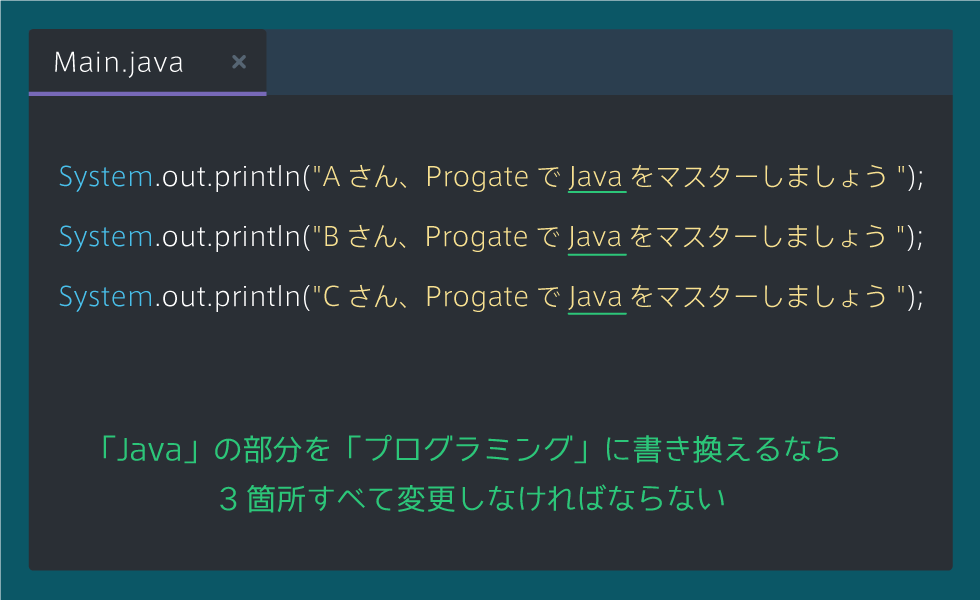 Main.java ×
System.out.println("A さん、Progate で Java をマスターしましょう ");
System.out.println("B さん、Progate で Java をマスターしましょう ");
System.out.println("C さん、Progate で Java をマスターしましょう ");
「Java」の部分を「プログラミング」に書き換えるなら
3 箇所すべて変更しなければならない